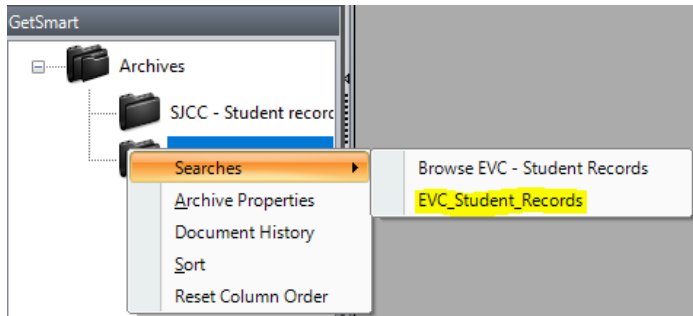 GetSmart
Archives
SJCC - Student record
Searches
Browse EVC - Student Records
Archive Properties
EVC_Student_Records
Document History
Sort
Reset Column Order